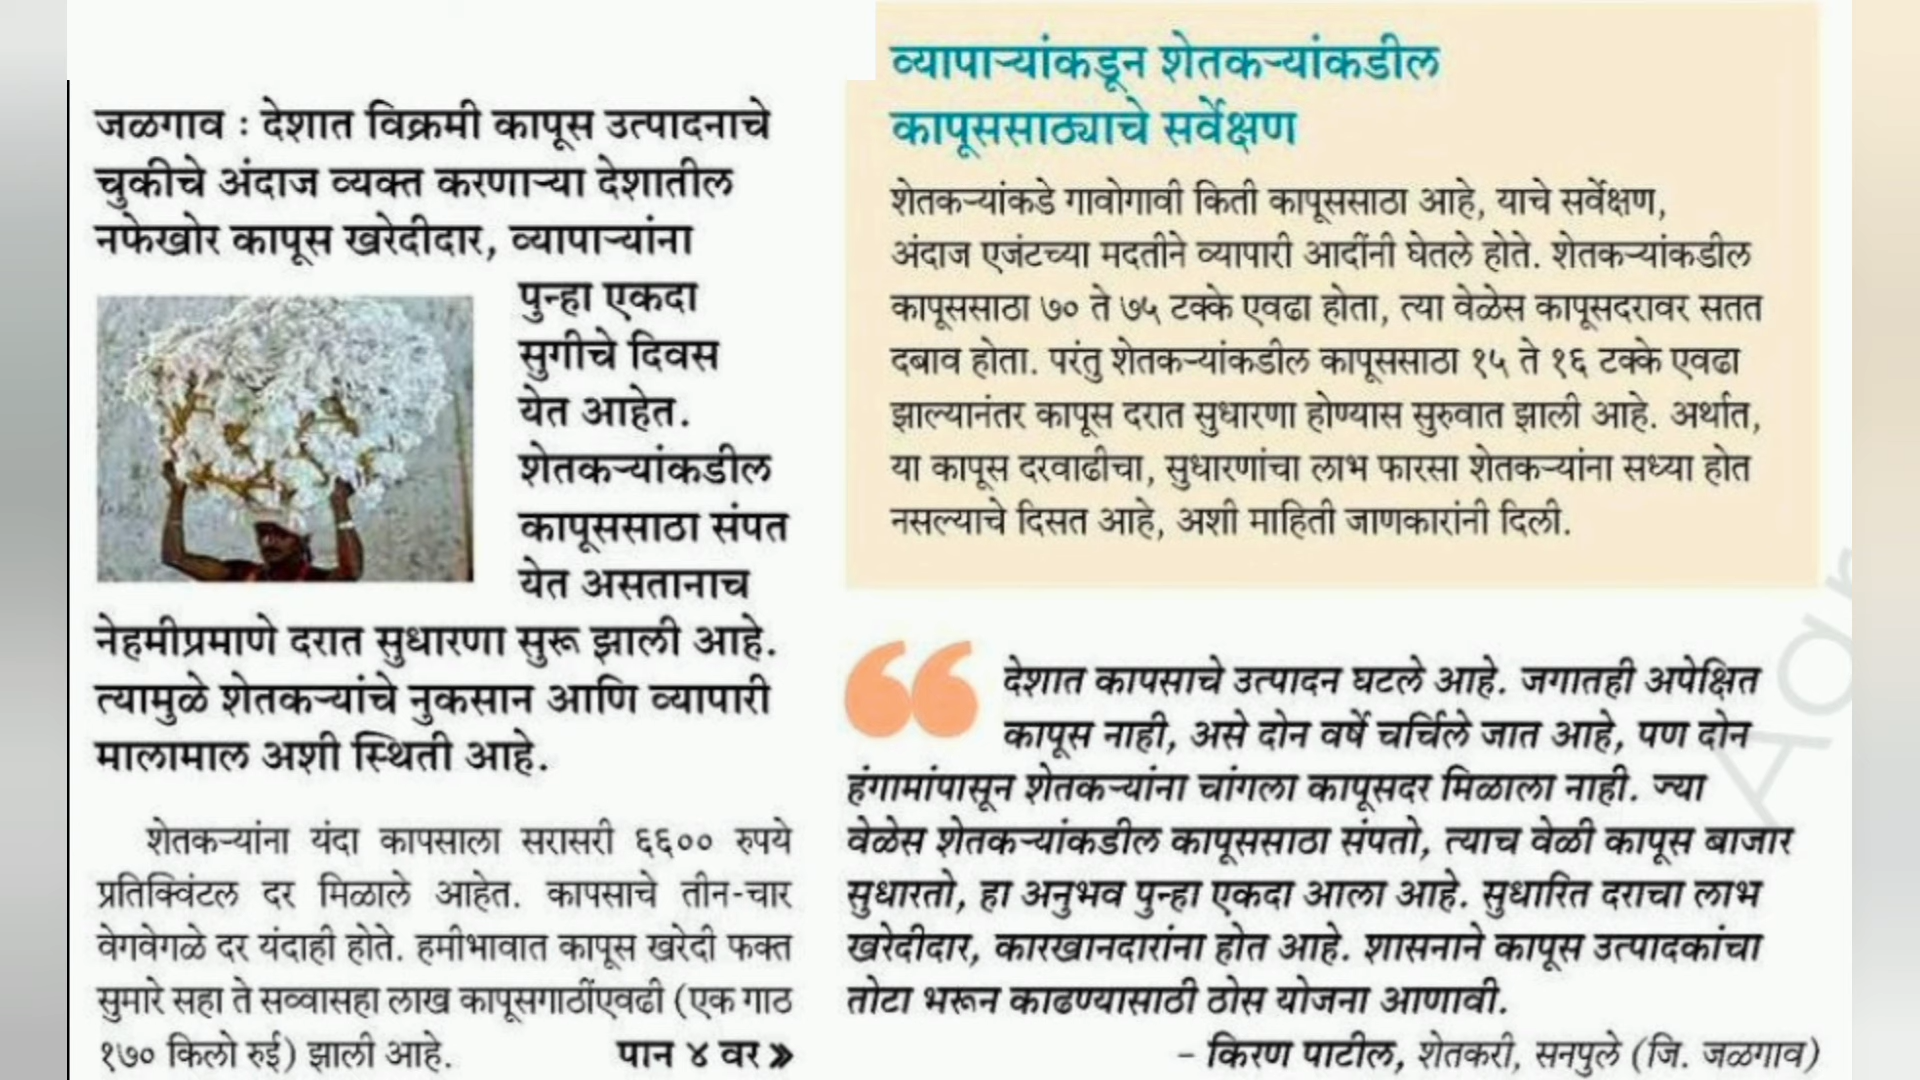 जळगाव : देशात विक्रमी कापूस उत्पादनाचे
चुकीचे अंदाज व्यक्त करणाऱ्या देशातील
नफेखोर कापूस खरेदीदार, व्यापाऱ्यांना
पुन्हा एकदा
सुगीचे दिवस
येत आहेत.
शेतकऱ्यांकडील
कापूससाठा संपत
येत असतानाच
नेहमीप्रमाणे दरात सुधारणा सुरू झाली आहे.
त्यामुळे शेतकऱ्यांचे नुकसान आणि व्यापारी
मालामाल अशी स्थिती आहे.
शेतकऱ्यांना यंदा कापसाला सरासरी ६६०० रुपये
प्रतिक्विंटल दर मिळाले आहेत. कापसाचे तीन-चार
वेगवेगळे दर यंदाही होते. हमीभावात कापूस खरेदी फक्त
सुमारे सहा ते सव्वासहा लाख कापूसगाठींएवढी (एक गाठ
१७० किलो रुई) झाली आहे.
पान ४ वर »
व्यापाऱ्यांकडून शेतकऱ्यांकडील
कापूससाठ्याचे सर्वेक्षण
शेतकऱ्यांकडे गावोगावी किती कापूससाठा आहे, याचे सर्वेक्षण,
अंदाज एजंटच्या मदतीने व्यापारी आदींनी घेतले होते. शेतकऱ्यांकडील
कापूससाठा ७० ते ७५ टक्के एवढा होता, त्या वेळेस कापूसदरावर सतत
दबाव होता. परंतु शेतकऱ्यांकडील कापूससाठा १५ ते १६ टक्के एवढा
झाल्यानंतर कापूस दरात सुधारणा होण्यास सुरुवात झाली आहे. अर्थात,
या कापूस दरवाढीचा, सुधारणांचा लाभ फारसा शेतकऱ्यांना सध्या होत
नसल्याचे दिसत आहे, अशी माहिती जाणकारांनी दिली.
“देशात कापसाचे उत्पादन घटले आहे. जगातही अपेक्षित
कापूस नाही, असे दोन वर्षे चर्चिले जात आहे, पण दोन
हंगामांपासून शेतकऱ्यांना चांगला कापूसदर मिळाला नाही. ज्या
वेळेस शेतकऱ्यांकडील कापूससाठा संपतो, त्याच वेळी कापूस बाजार
सुधारतो, हा अनुभव पुन्हा एकदा आला आहे. सुधारित दराचा लाभ
खरेदीदार, कारखानदारांना होत आहे. शासनाने कापूस उत्पादकांचा
तोटा भरून काढण्यासाठी ठोस योजना आणावी.
- किरण पाटील, शेतकरी, सनपुले (जि. जळगाव)